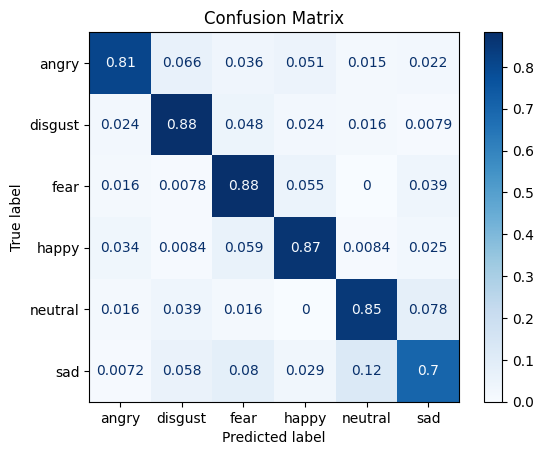 Confusion Matrix
True label
angry 0.81 0.066 0.036 0.051 0.015 0.022
disgust 0.024 0.88 0.048 0.024 0.016 0.0079
fear 0.016 0.0078 0.88 0.055 0 0.039
happy 0.034 0.0084 0.059 0.87 0.0084 0.025
neutral 0.016 0.039 0.016 0 0.85 0.078
sad 0.0072 0.058 0.08 0.029 0.12 0.7
angry disgust fear happy neutral sad
Predicted label
0.8
0.7
0.6
0.5
0.4
0.3
0.2
0.1
0.0